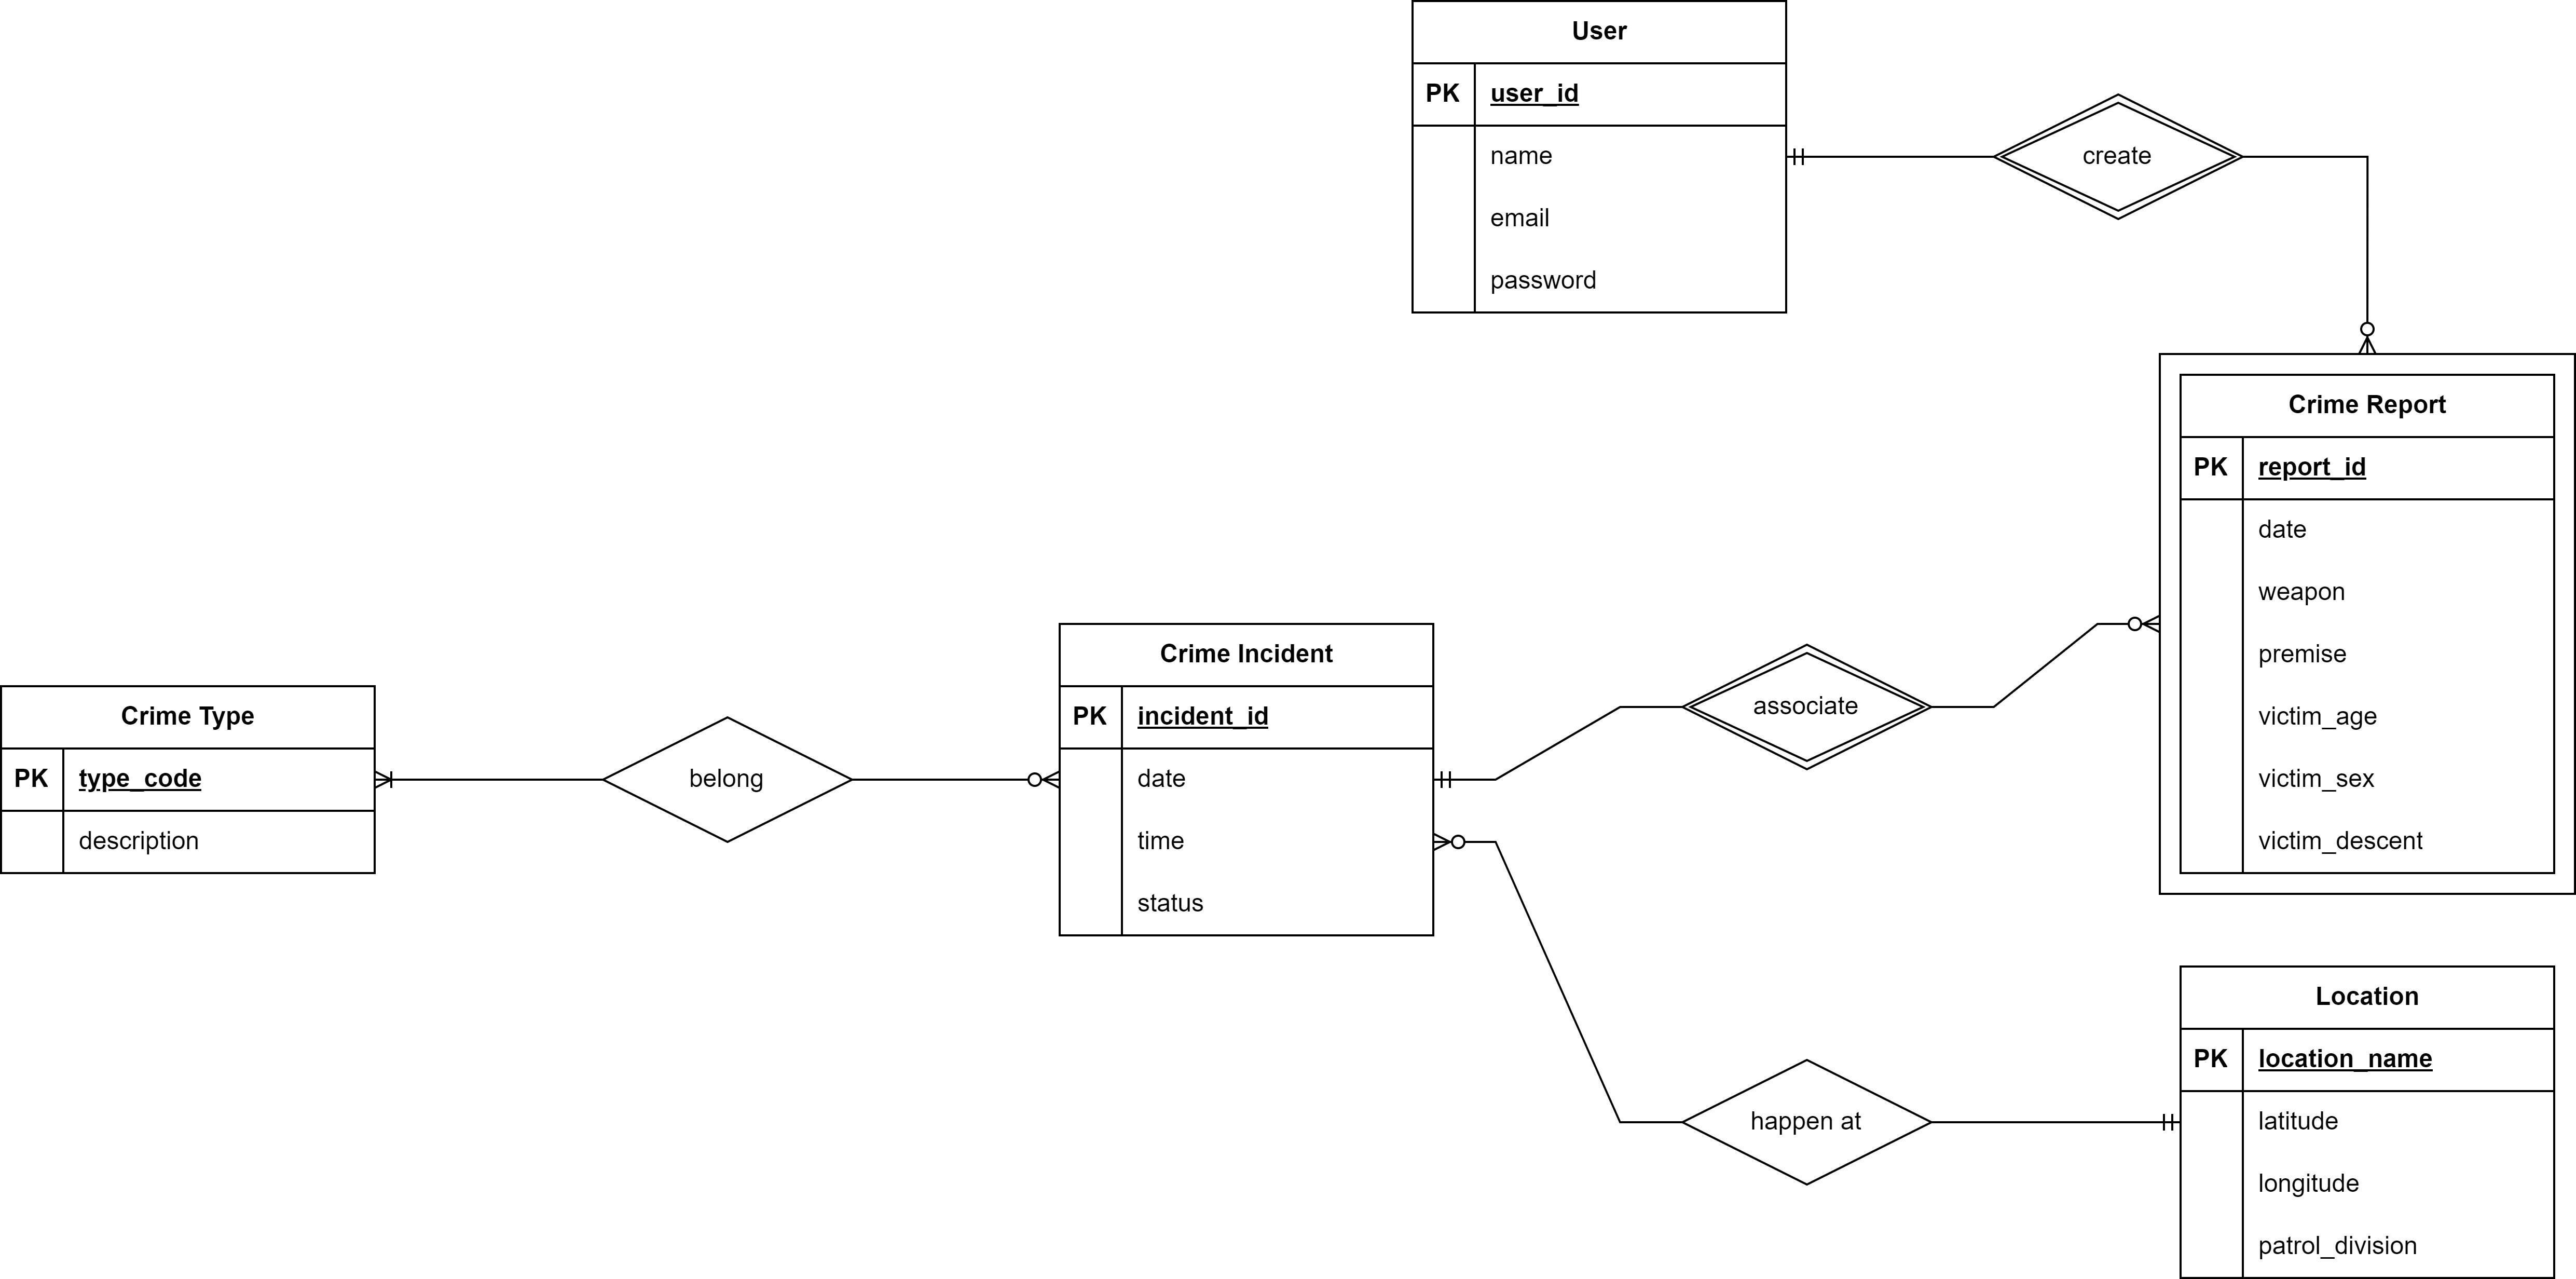 User
PK user_id
name
email
password
create
Crime Report
PK report_id
date
weapon
premise
victim_age
victim_sex
victim_descent
Crime Type
PK type_code
description
belong
Crime Incident
PK incident_id
date
time
status
associate
happen at
Location
PK location_name
latitude
longitude
patrol_division